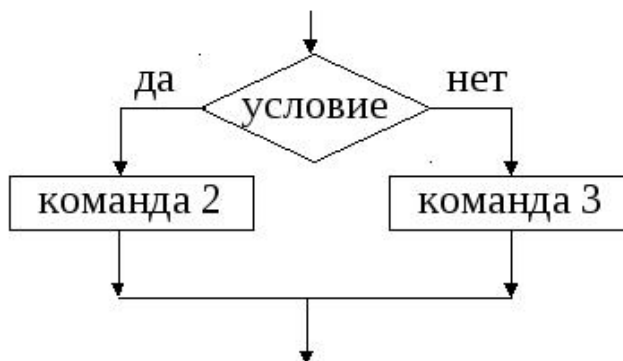 да
условие
нет
команда 2
команда 3